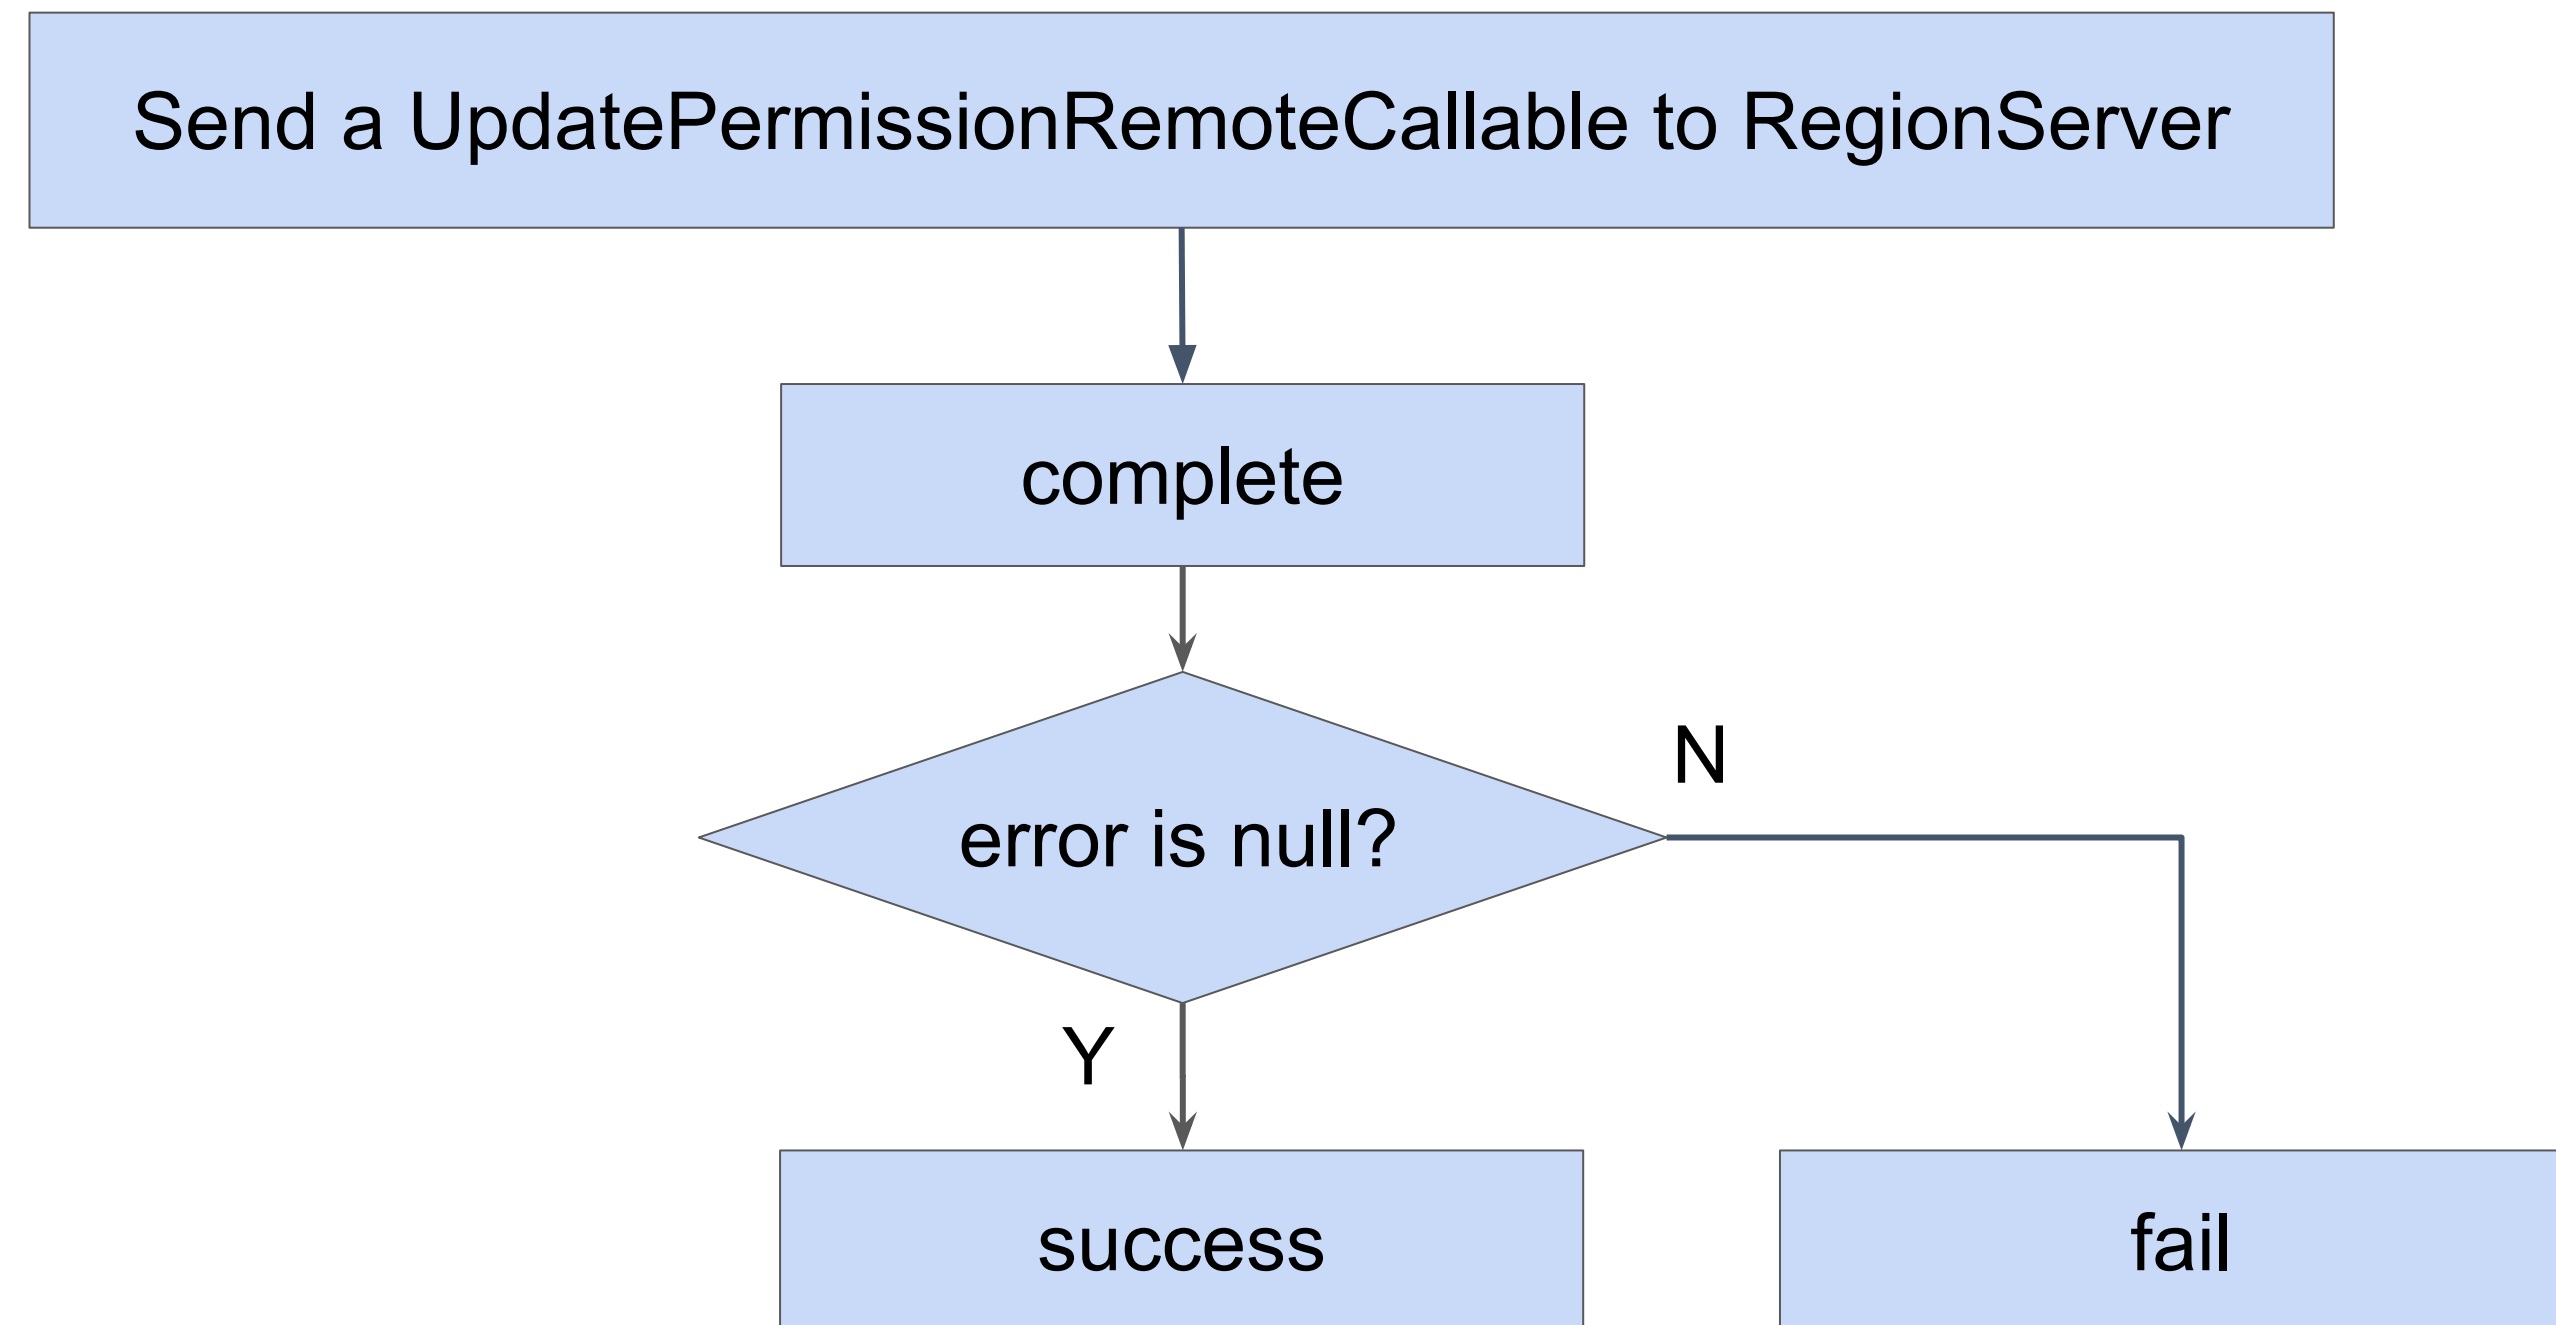 Send a UpdatePermissionRemoteCallable to RegionServer
complete
error is null?
N
Y
success
fail